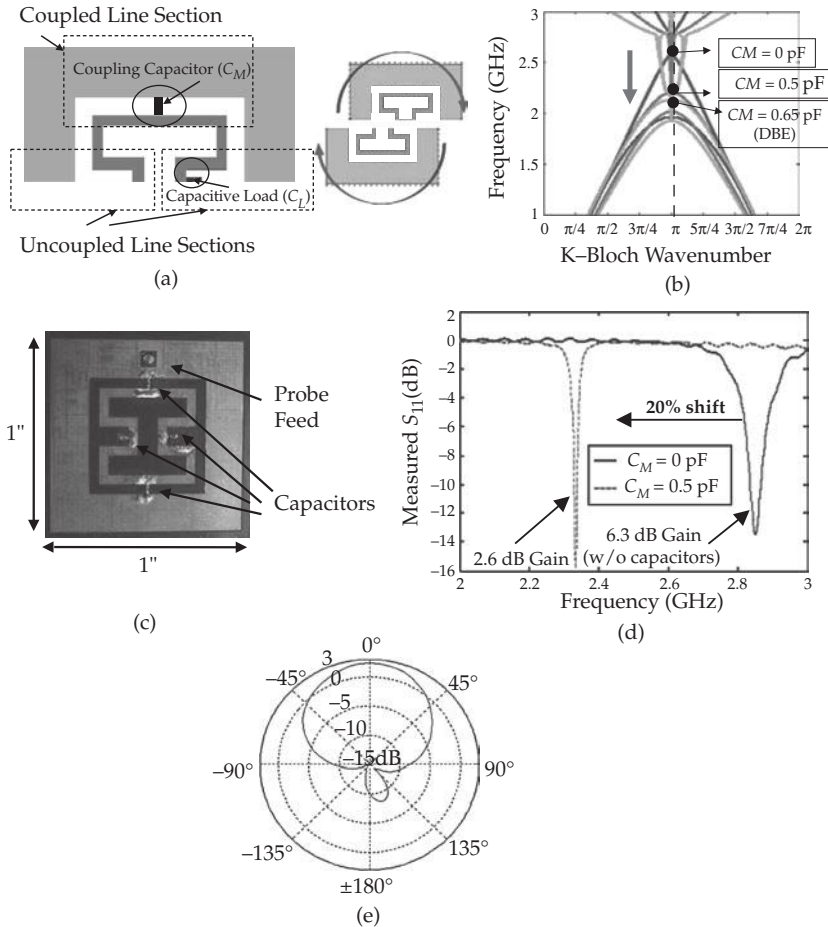 Coupled Line Section
Coupling Capacitor (C_M)
Capacitive Load (C_L)
Uncoupled Line Sections
(a)
Frequency (GHz)
3
2.5
2
1.5
1
CM = 0 pF
CM = 0.5 pF
CM = 0.65 pF
(DBE)
0 π/4 π/2 3π/4 π 5π/4 3π/2 7π/4 2π
K–Bloch Wavenumber
(b)
1"
1"
Probe
Feed
Capacitors
(c)
Measured S_11(dB)
2
0
−2
−4
−6
−8
−10
−12
−14
−16
20% shift
C_M = 0 pF
C_M = 0.5 pF
2.6 dB Gain
6.3 dB Gain
(w/o capacitors)
2 2.2 2.4 2.6 2.8 3
Frequency (GHz)
(d)
0°
3
0
−5
−10
−15dB
−45°
45°
−90°
90°
−135°
135°
±180°
(e)